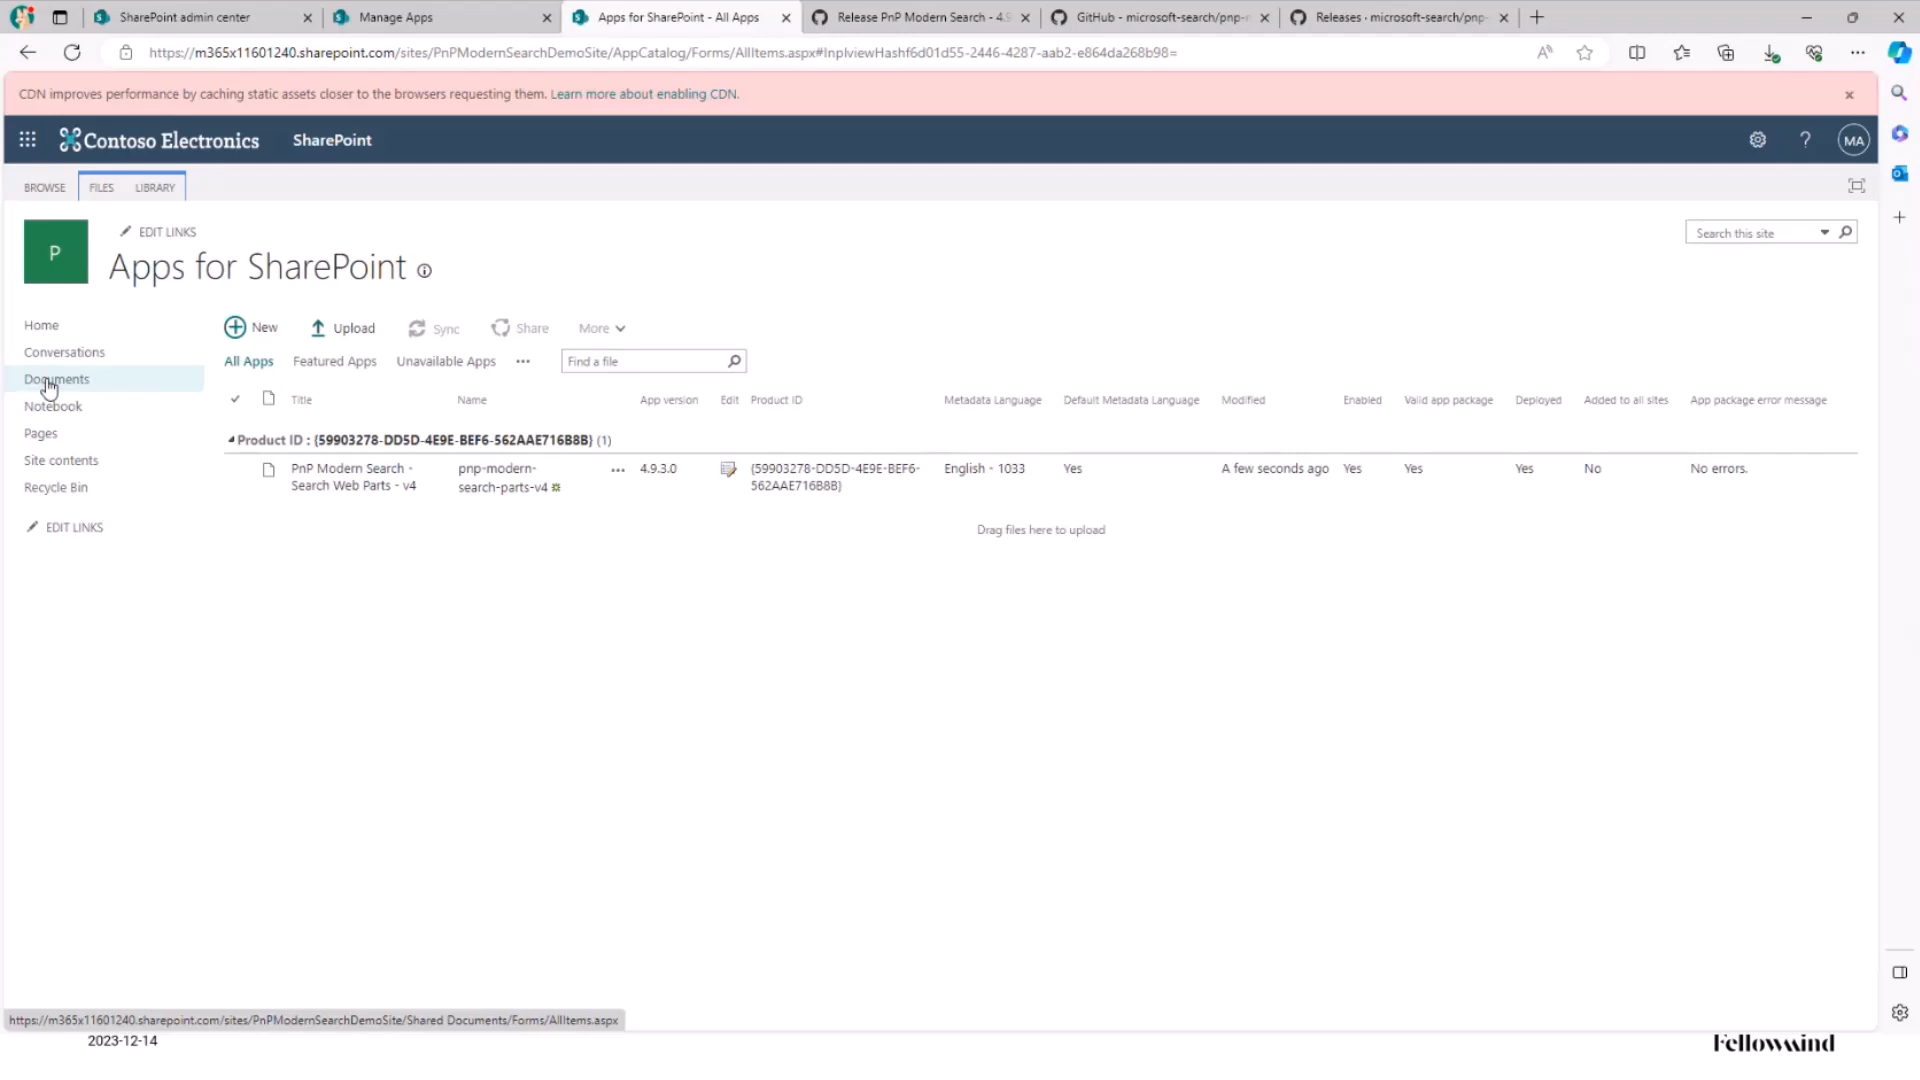 SharePoint admin center
Manage Apps
Apps for SharePoint - All Apps
Release PnP Modern Search - 4.9
GitHub - microsoft-search/pnp-
Releases · microsoft-search/pnp-
https://m365x11601240.sharepoint.com/sites/PnPModernSearchDemoSite/AppCatalog/Forms/AllItems.aspx#InplviewHashf6d01d55-2446-4287-aab2-e864da268b98=
CDN improves performance by caching static assets closer to the browsers requesting them. Learn more about enabling CDN.
Contoso Electronics
SharePoint
?
MA
BROWSE
FILES
LIBRARY
P
EDIT LINKS
Apps for SharePoint
Search this site
Home
Conversations
Documents
Notebook
Pages
Site contents
Recycle Bin
EDIT LINKS
New
Upload
Sync
Share
More
All Apps
Featured Apps
Unavailable Apps
Find a file
Title
Name
App version
Edit
Product ID
Metadata Language
Default Metadata Language
Modified
Enabled
Valid app package
Deployed
Added to all sites
App package error message
Product ID : {59903278-DD5D-4E9E-BEF6-562AAE716B8B} (1)
PnP Modern Search -
Search Web Parts - v4
pnp-modern-
search-parts-v4
4.9.3.0
{59903278-DD5D-4E9E-BEF6-
562AAE716B8B}
English - 1033
Yes
A few seconds ago
Yes
Yes
Yes
No
No errors.
Drag files here to upload
https://m365x11601240.sharepoint.com/sites/PnPModernSearchDemoSite/Shared Documents/Forms/AllItems.aspx
2023-12-14
Fellowmind